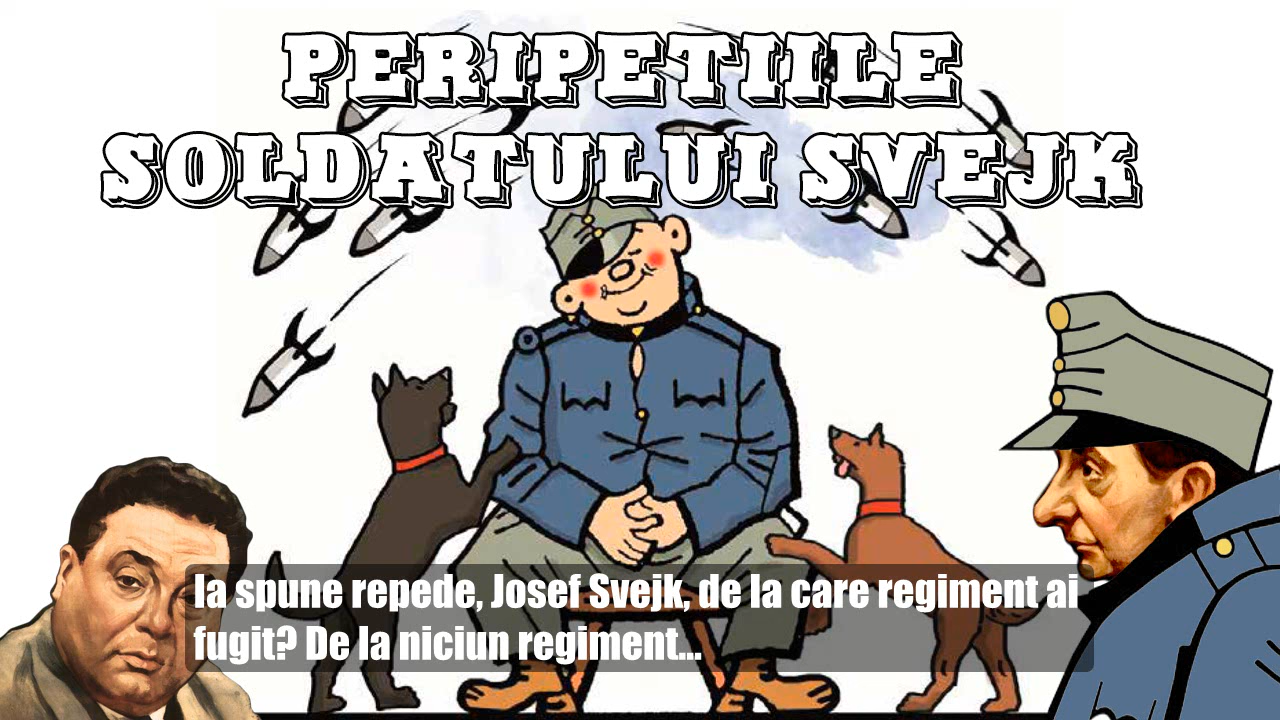 PERIPETIILE
SOLDATULUI SVEJK
Ia spune repede, Josef Svejk, de la care regiment ai
fugit? De la niciun regiment...